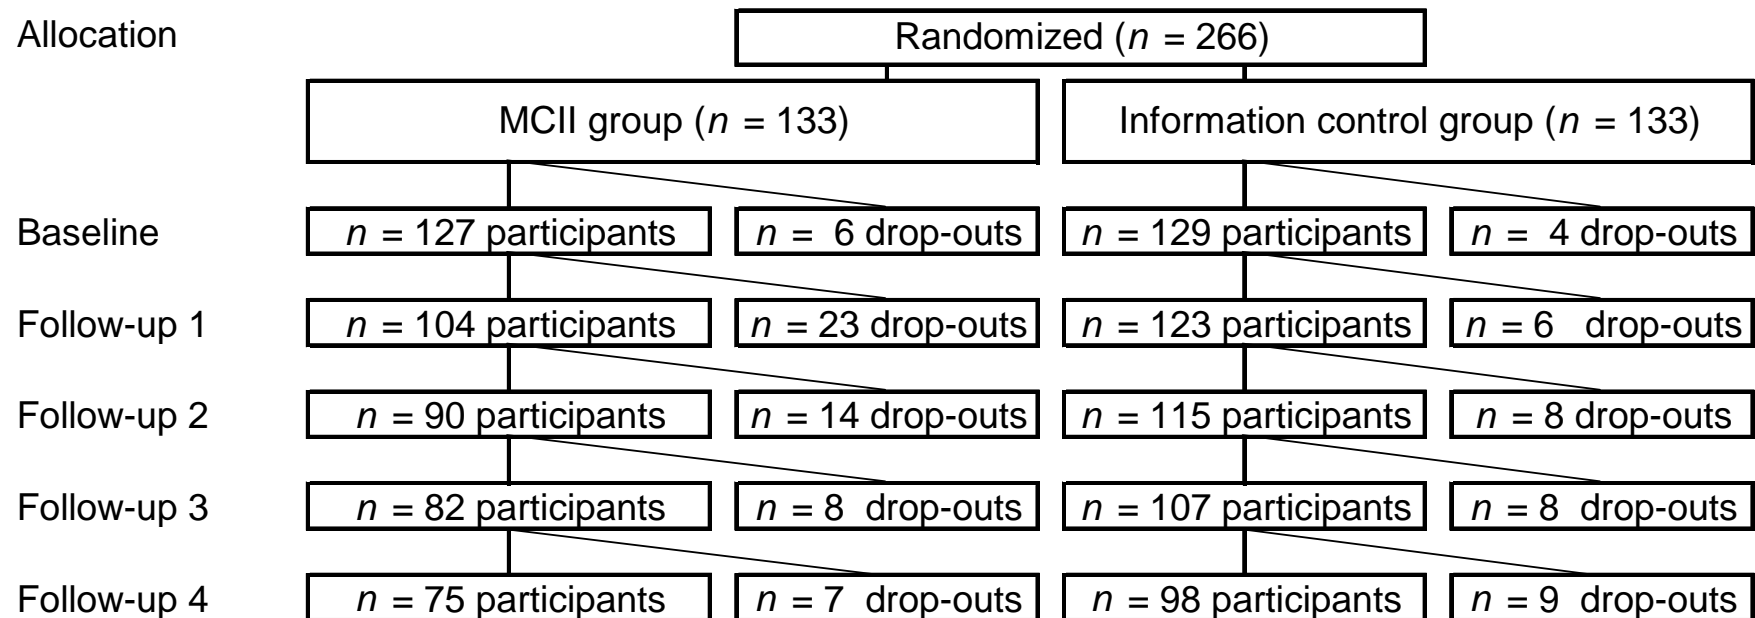 Allocation Randomized (n = 266)
MCII group (n = 133) Information control group (n = 133)
Baseline n = 127 participants n = 6 drop-outs n = 129 participants n = 4 drop-outs
Follow-up 1 n = 104 participants n = 23 drop-outs n = 123 participants n = 6 drop-outs
Follow-up 2 n = 90 participants n = 14 drop-outs n = 115 participants n = 8 drop-outs
Follow-up 3 n = 82 participants n = 8 drop-outs n = 107 participants n = 8 drop-outs
Follow-up 4 n = 75 participants n = 7 drop-outs n = 98 participants n = 9 drop-outs